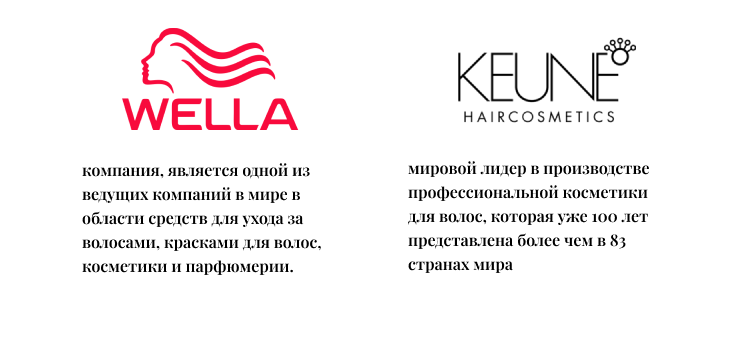 WELLA
компания, является одной из
ведущих компаний в мире в
области средств для ухода за
волосами, красками для волос,
косметики и парфюмерии.
KEUNE
HAIRCOSMETICS
мировой лидер в производстве
профессиональной косметики
для волос, которая уже 100 лет
представлена более чем в 83
странах мира